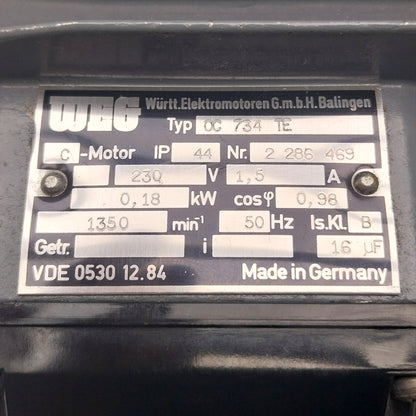 WEG Württ.Elektromotoren G.m.b.H. Balingen
Typ OC 734 TE
C -Motor IP 44 Nr. 2 286 469
230 V 1,5 A
0,18 kW cosφ 0,98
1350 min⁻¹ 50 Hz Is.Kl. B
Getr. i 16 µF
VDE 0530 12.84 Made in Germany